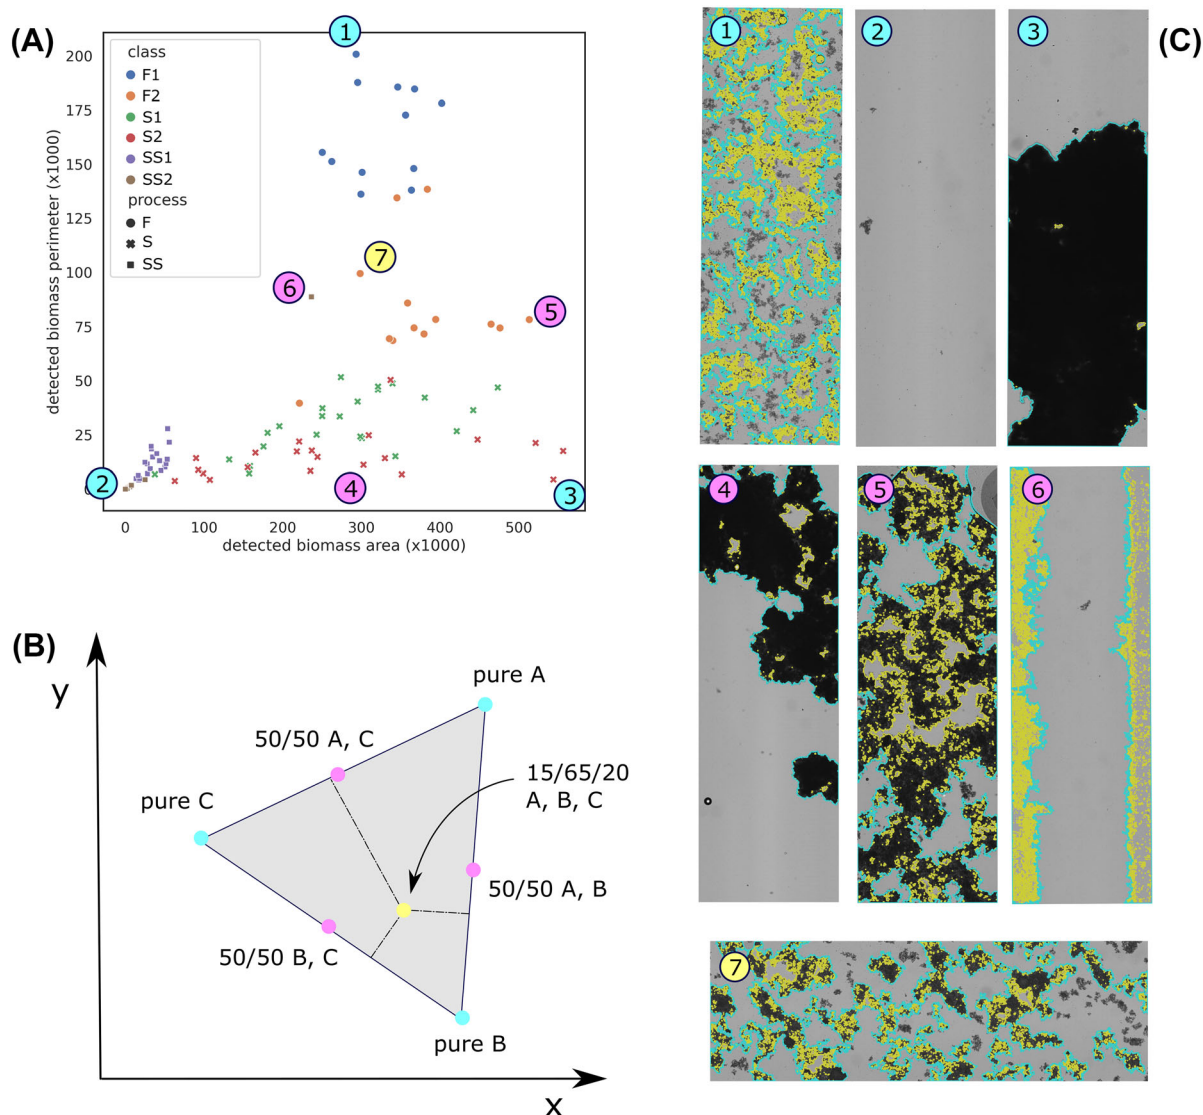 (A)
detected biomass perimeter (x1000)
200
175
150
125
100
75
50
25
0
class
F1
F2
S1
S2
SS1
SS2
process
F
S
SS
1
7
6
5
2
4
3
0 100 200 300 400 500
detected biomass area (x1000)
(B)
y
pure A
50/50 A, C
15/65/20
A, B, C
pure C
50/50 A, B
50/50 B, C
pure B
x
(C)
1
2
3
4
5
6
7